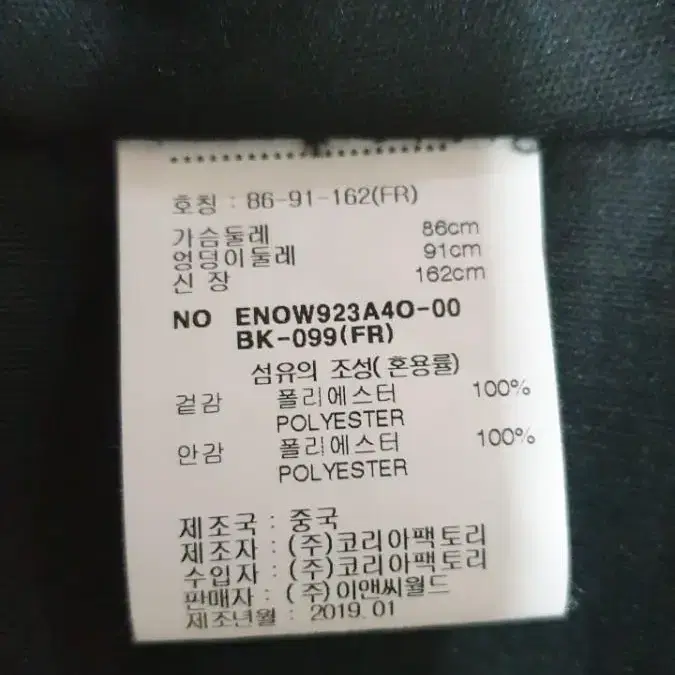 호칭 : 86-91-162(FR)
가슴둘레 86cm
엉덩이둘레 91cm
신 장 162cm
NO ENOW923A4O-00
BK-099(FR)
섬유의 조성(혼용률)
겉감 폴리에스터 100%
POLYESTER
안감 폴리에스터 100%
POLYESTER
제조국 : 중국
제조자 : (주)코리아팩토리
수입자 : (주)코리아팩토리
판매자 : (주)이앤씨월드
제조년월 : 2019.01